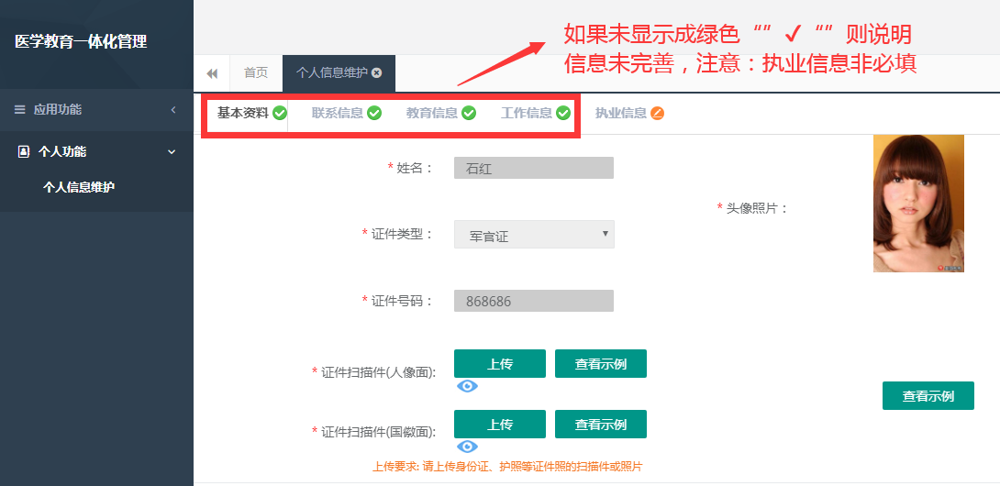 医学教育一体化管理
如果未显示成绿色“”✓“”则说明
信息未完善，注意：执业信息非必填
首页
个人信息维护
应用功能
个人功能
个人信息维护
基本资料 联系信息 教育信息 工作信息 执业信息
* 姓名： 石红
* 头像照片：
* 证件类型： 军官证
* 证件号码： 868686
* 证件扫描件(人像面): 上传 查看示例
查看示例
* 证件扫描件(国徽面): 上传 查看示例
上传要求: 请上传身份证、护照等证件照的扫描件或照片